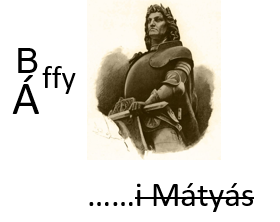 B
Á ffy
......i Mátyás